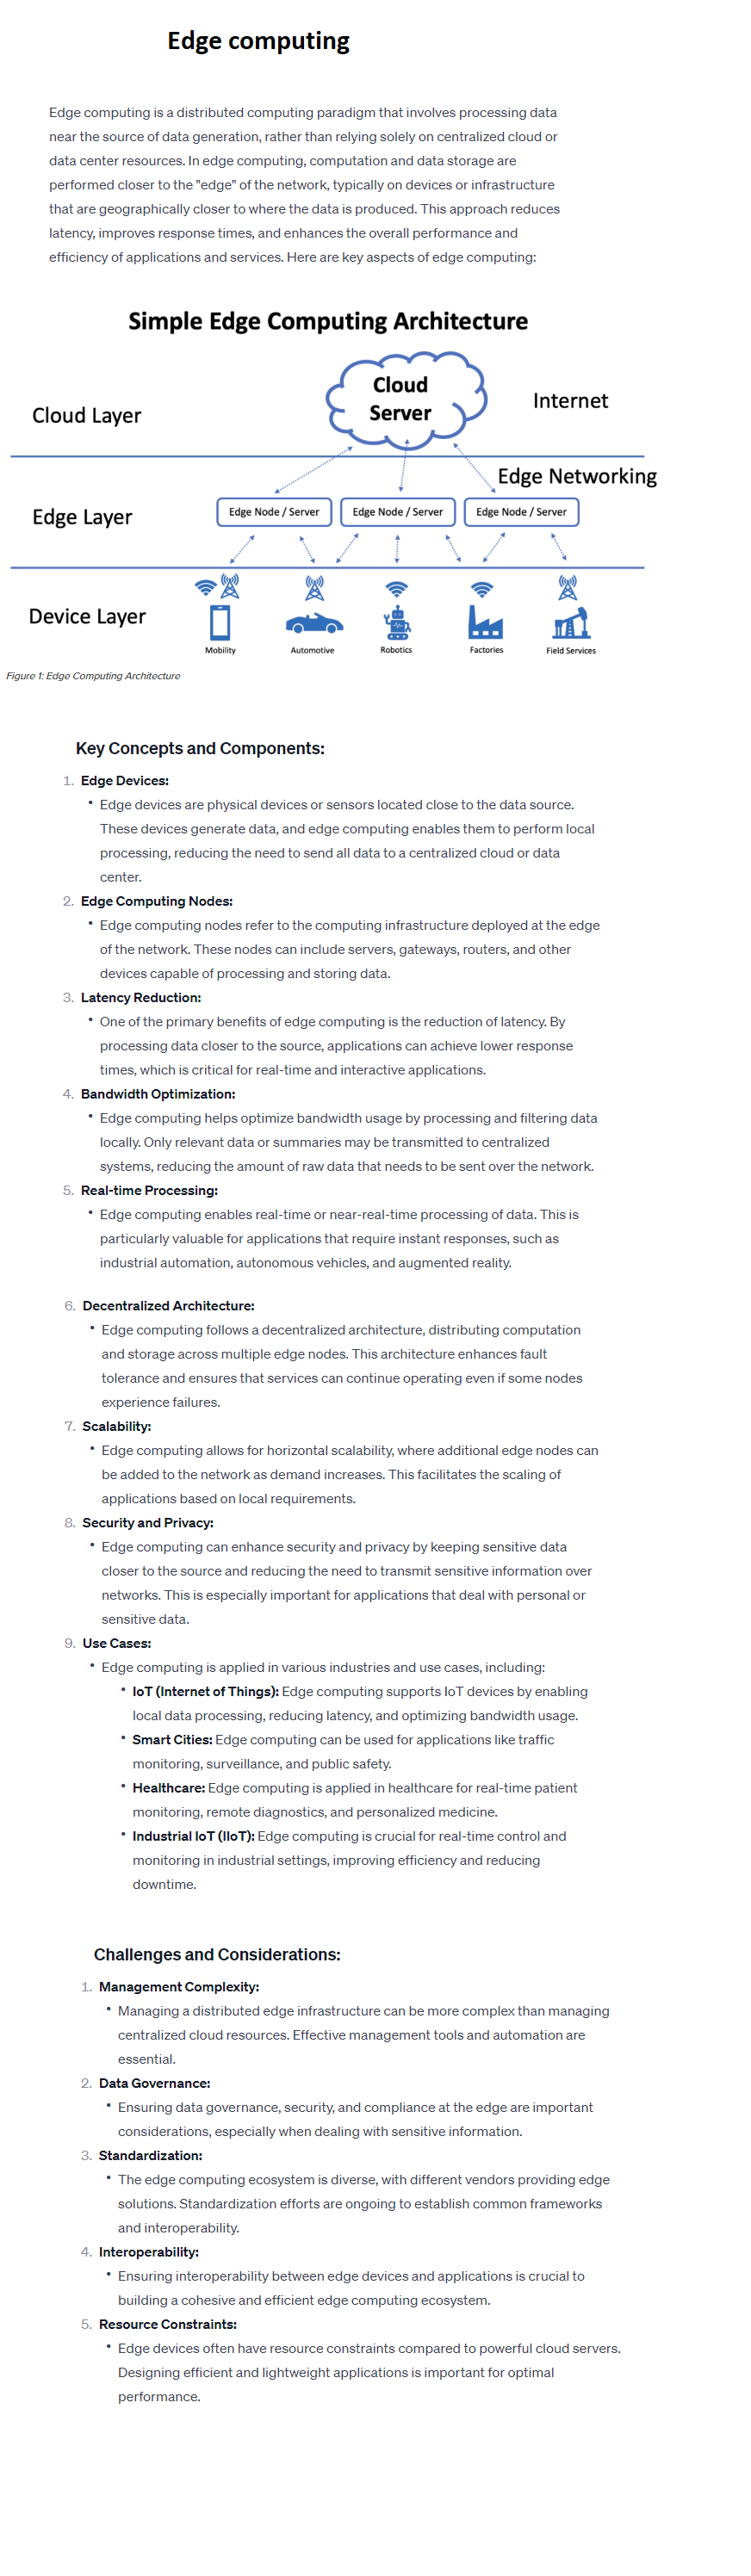 Edge computing
Edge computing is a distributed computing paradigm that involves processing data
near the source of data generation, rather than relying solely on centralized cloud or
data center resources. In edge computing, computation and data storage are
performed closer to the "edge" of the network, typically on devices or infrastructure
that are geographically closer to where the data is produced. This approach reduces
latency, improves response times, and enhances the overall performance and
efficiency of applications and services. Here are key aspects of edge computing:
Simple Edge Computing Architecture
Cloud Layer
Cloud
Server
Internet
Edge Networking
Edge Layer
Edge Node / Server
Edge Node / Server
Edge Node / Server
Device Layer
Mobility
Automotive
Robotics
Factories
Field Services
Figure 1: Edge Computing Architecture
Key Concepts and Components:
1. Edge Devices:
• Edge devices are physical devices or sensors located close to the data source.
These devices generate data, and edge computing enables them to perform local
processing, reducing the need to send all data to a centralized cloud or data
center.
2. Edge Computing Nodes:
• Edge computing nodes refer to the computing infrastructure deployed at the edge
of the network. These nodes can include servers, gateways, routers, and other
devices capable of processing and storing data.
3. Latency Reduction:
• One of the primary benefits of edge computing is the reduction of latency. By
processing data closer to the source, applications can achieve lower response
times, which is critical for real-time and interactive applications.
4. Bandwidth Optimization:
• Edge computing helps optimize bandwidth usage by processing and filtering data
locally. Only relevant data or summaries may be transmitted to centralized
systems, reducing the amount of raw data that needs to be sent over the network.
5. Real-time Processing:
• Edge computing enables real-time or near-real-time processing of data. This is
particularly valuable for applications that require instant responses, such as
industrial automation, autonomous vehicles, and augmented reality.
6. Decentralized Architecture:
• Edge computing follows a decentralized architecture, distributing computation
and storage across multiple edge nodes. This architecture enhances fault
tolerance and ensures that services can continue operating even if some nodes
experience failures.
7. Scalability:
• Edge computing allows for horizontal scalability, where additional edge nodes can
be added to the network as demand increases. This facilitates the scaling of
applications based on local requirements.
8. Security and Privacy:
• Edge computing can enhance security and privacy by keeping sensitive data
closer to the source and reducing the need to transmit sensitive information over
networks. This is especially important for applications that deal with personal or
sensitive data.
9. Use Cases:
• Edge computing is applied in various industries and use cases, including:
• IoT (Internet of Things): Edge computing supports IoT devices by enabling
local data processing, reducing latency, and optimizing bandwidth usage.
• Smart Cities: Edge computing can be used for applications like traffic
monitoring, surveillance, and public safety.
• Healthcare: Edge computing is applied in healthcare for real-time patient
monitoring, remote diagnostics, and personalized medicine.
• Industrial IoT (IIoT): Edge computing is crucial for real-time control and
monitoring in industrial settings, improving efficiency and reducing
downtime.
Challenges and Considerations:
1. Management Complexity:
• Managing a distributed edge infrastructure can be more complex than managing
centralized cloud resources. Effective management tools and automation are
essential.
2. Data Governance:
• Ensuring data governance, security, and compliance at the edge are important
considerations, especially when dealing with sensitive information.
3. Standardization:
• The edge computing ecosystem is diverse, with different vendors providing edge
solutions. Standardization efforts are ongoing to establish common frameworks
and interoperability.
4. Interoperability:
• Ensuring interoperability between edge devices and applications is crucial to
building a cohesive and efficient edge computing ecosystem.
5. Resource Constraints:
• Edge devices often have resource constraints compared to powerful cloud servers.
Designing efficient and lightweight applications is important for optimal
performance.